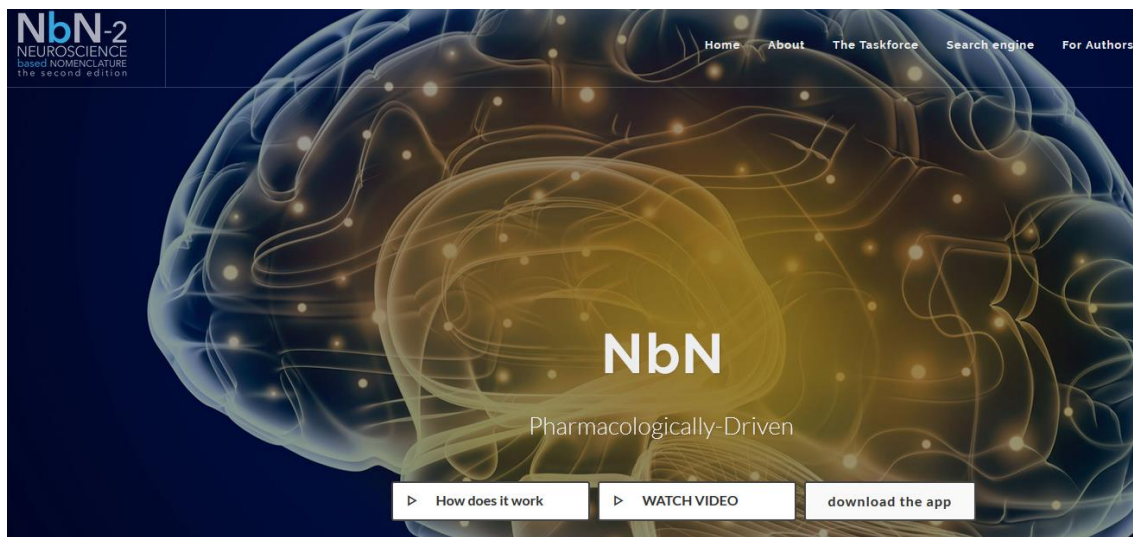 NbN-2
NEUROSCIENCE
based NOMENCLATURE
the second edition
Home About The Taskforce Search engine For Authors
NbN
Pharmacologically-Driven
How does it work WATCH VIDEO download the app